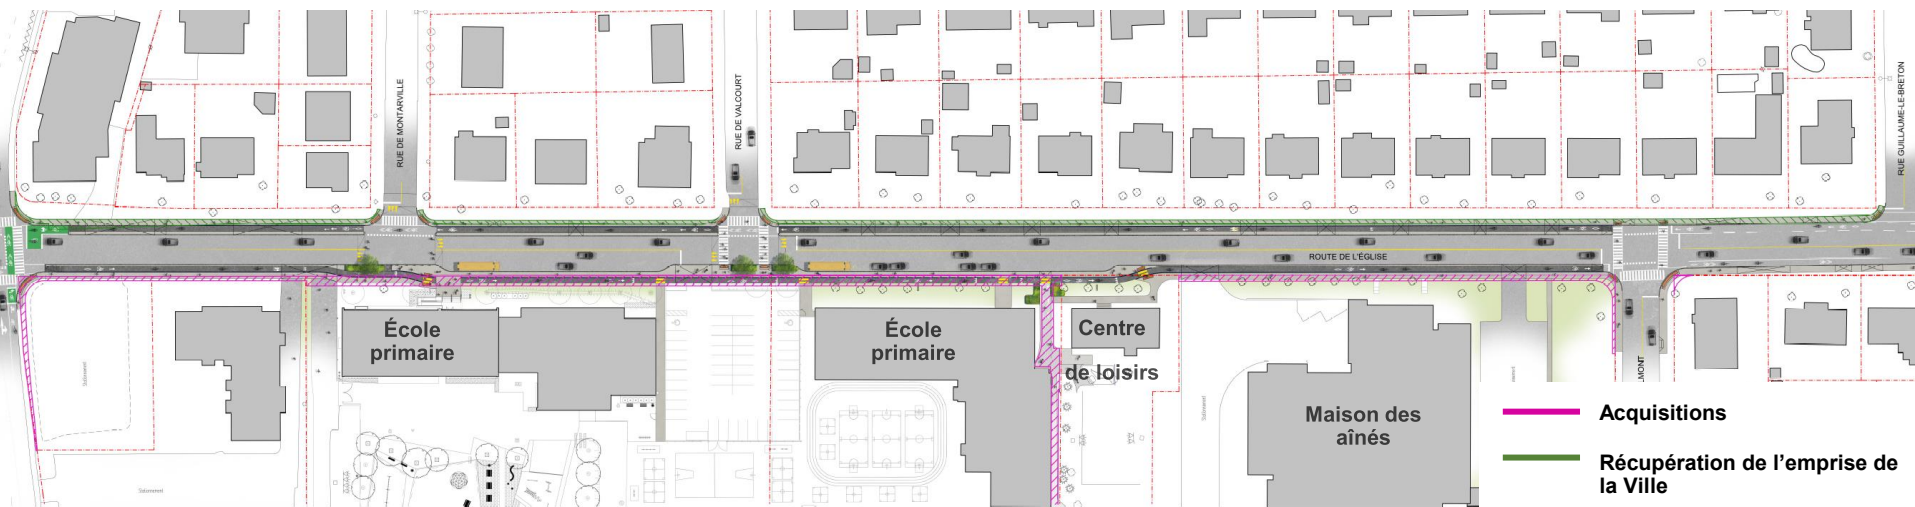 RUE DE MONTARVILLE
RUE DE VALCOURT
RUE GUILLAUME-LE-BRETON
ROUTE DE L'ÉGLISE
École
primaire
École
primaire
Centre
de loisirs
Maison des
aînés
LMONT
Acquisitions
Récupération de l'emprise de
la Ville